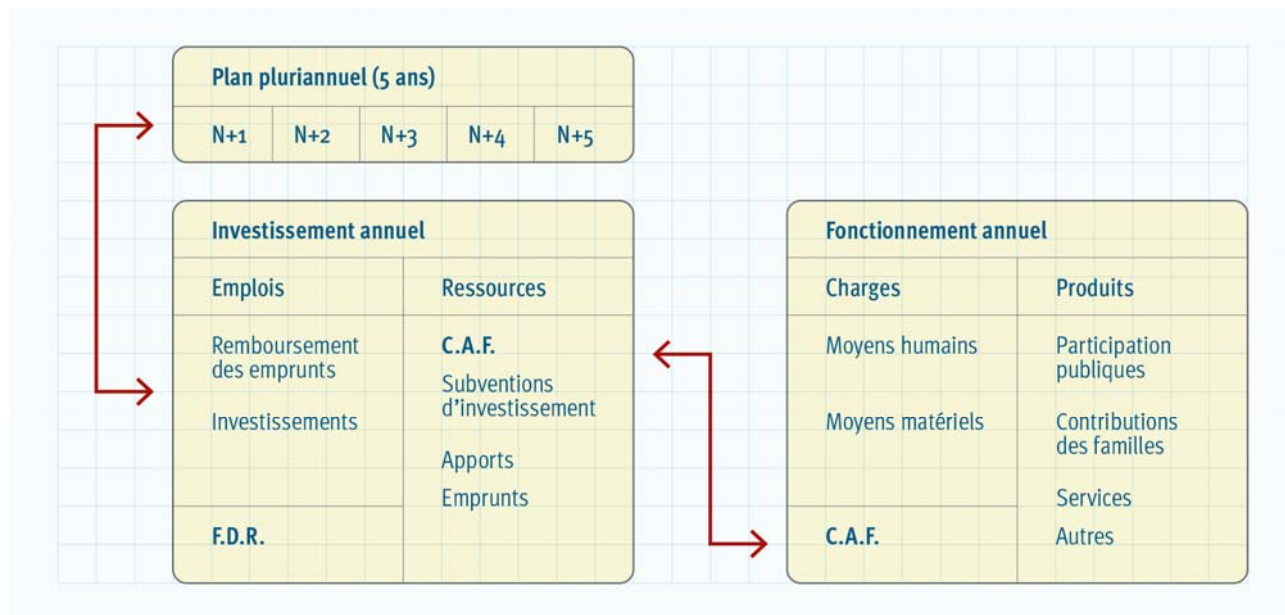 Plan pluriannuel (5 ans)
N+1 N+2 N+3 N+4 N+5
Investissement annuel
Emplois
Ressources
Remboursement
des emprunts
Investissements
F.D.R.
C.A.F.
Subventions
d’investissement
Apports
Emprunts
Fonctionnement annuel
Charges
Produits
Moyens humains
Moyens matériels
C.A.F.
Participation
publiques
Contributions
des familles
Services
Autres